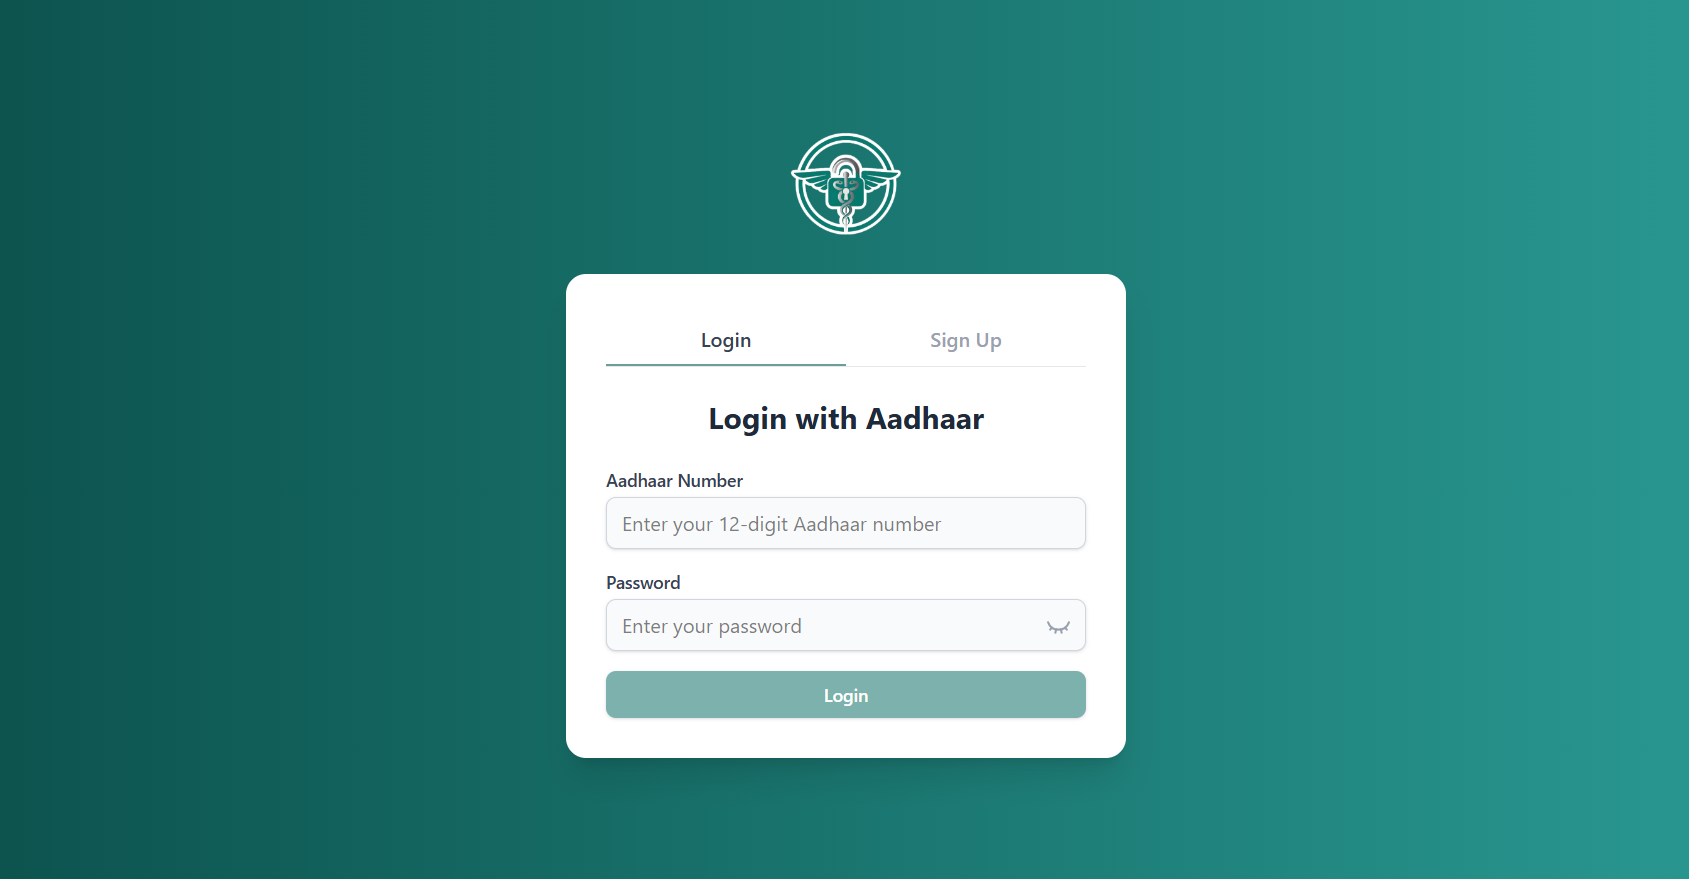 Login
Sign Up
Login with Aadhaar
Aadhaar Number
Enter your 12-digit Aadhaar number
Password
Enter your password
Login